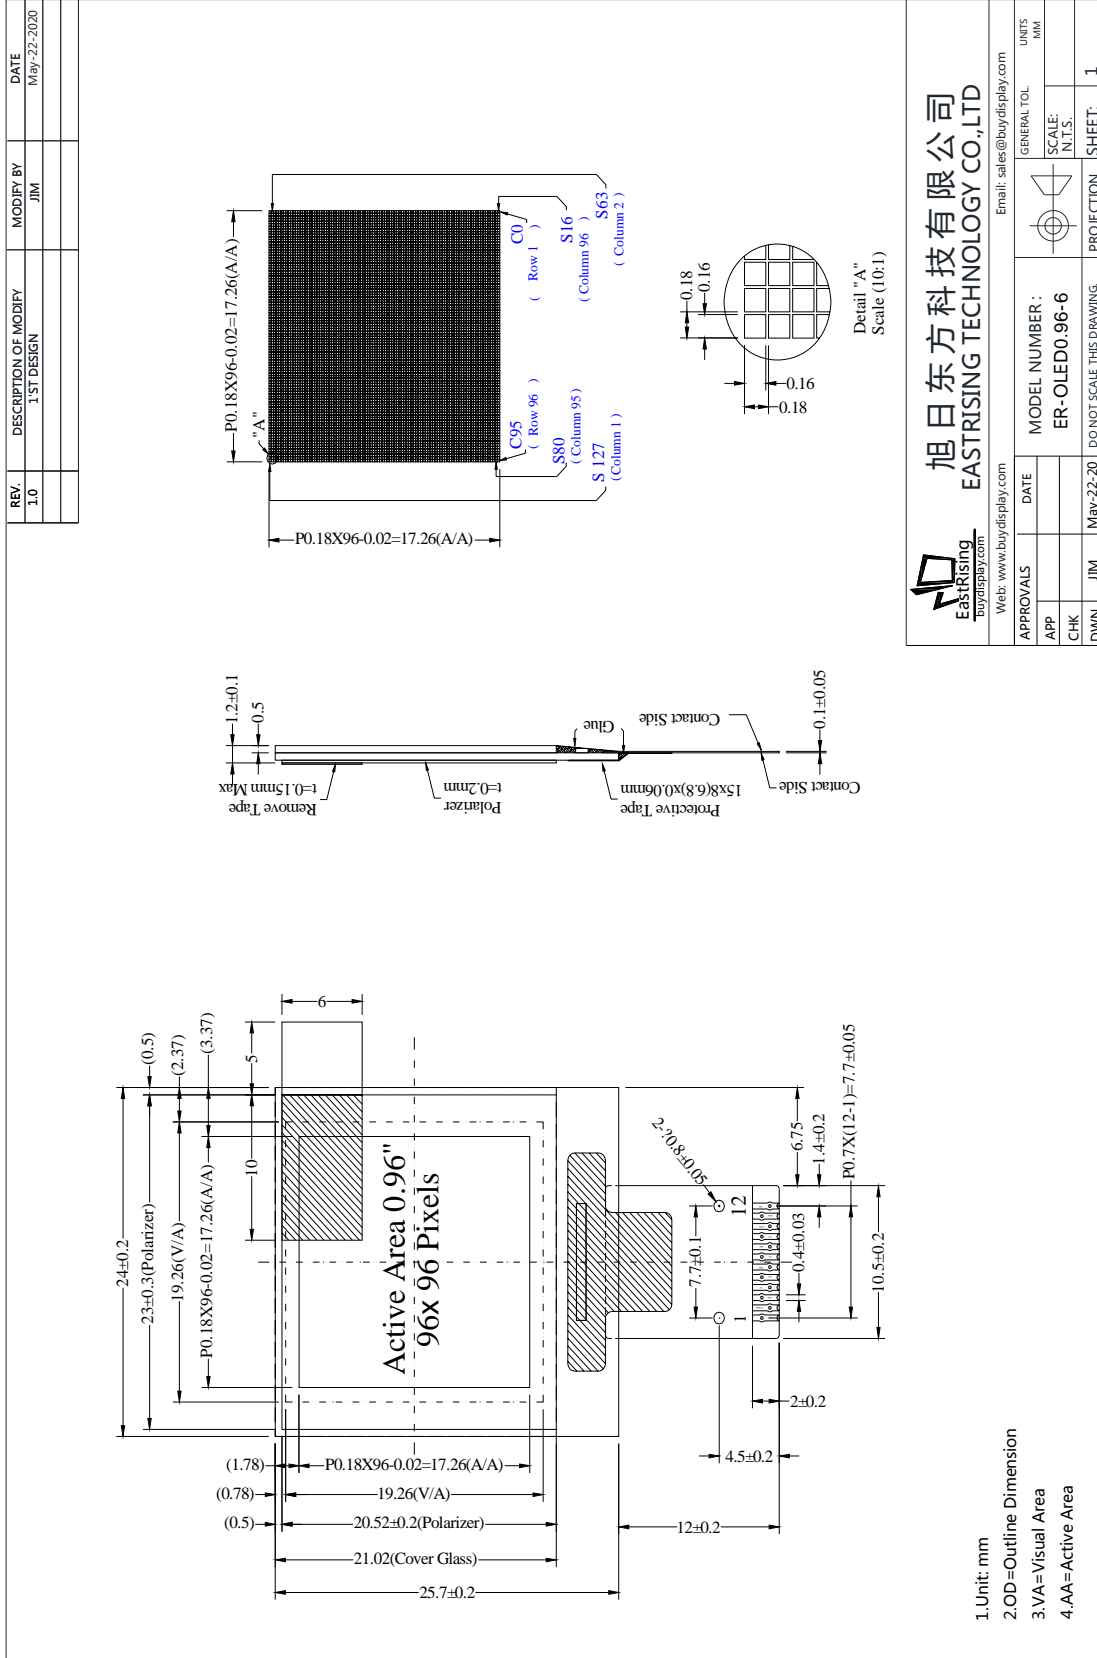 REV.
DESCRIPTION OF MODIFY
MODIFY BY
DATE
1.0
1'ST DESIGN
JIM
May-22-2020
24±0.2
23±0.3(Polarizer)
19.26(V/A)
P0.18X96-0.02=17.26(A/A)
10
5
(0.5)
(2.37)
(3.37)
6
Active Area 0.96"
96x 96 Pixels
(1.78)
P0.18X96-0.02=17.26(A/A)
(0.78)
19.26(V/A)
(0.5)
20.52±0.2(Polarizer)
21.02(Cover Glass)
25.7±0.2
12±0.2
4.5±0.2
2±0.2
2-?0.8±0.05
7.7±0.1
1
12
6.75
1.4±0.2
P0.7X(12-1)=7.7±0.05
0.4±0.03
10.5±0.2
1.2±0.1
0.5
Remove Tape
t=0.15mm Max
Polarizer
t=0.2mm
Protective Tape
15x8(6.8)x0.06mm
Glue
Contact Side
Contact Side
0.1±0.05
P0.18X96-0.02=17.26(A/A)
"A"
P0.18X96-0.02=17.26(A/A)
C95
( Row 96 )
S80
( Column 95 )
S 127
(Column 1 )
C0
( Row 1 )
S16
( Column 96 )
S63
( Column 2 )
0.18
0.16
0.16
0.18
Detail "A"
Scale (10:1)
1.Unit: mm
2.OD=Outline Dimension
3.VA=Visual Area
4.AA=Active Area
EastRising
buydisplay.com
旭日东方科技有限公司
EASTRISING TECHNOLOGY CO.,LTD
Web: www.buydisplay.com
Email: sales@buydisplay.com
APPROVALS
DATE
MODEL NUMBER :
ER-OLED0.96-6
GENERAL TOL.
UNITS
MM
APP
CHK
SCALE:
N.T.S.
DWN
JIM
May-22-20
DO NOT SCALE THIS DRAWING.
PROJECTION
SHEET:
1